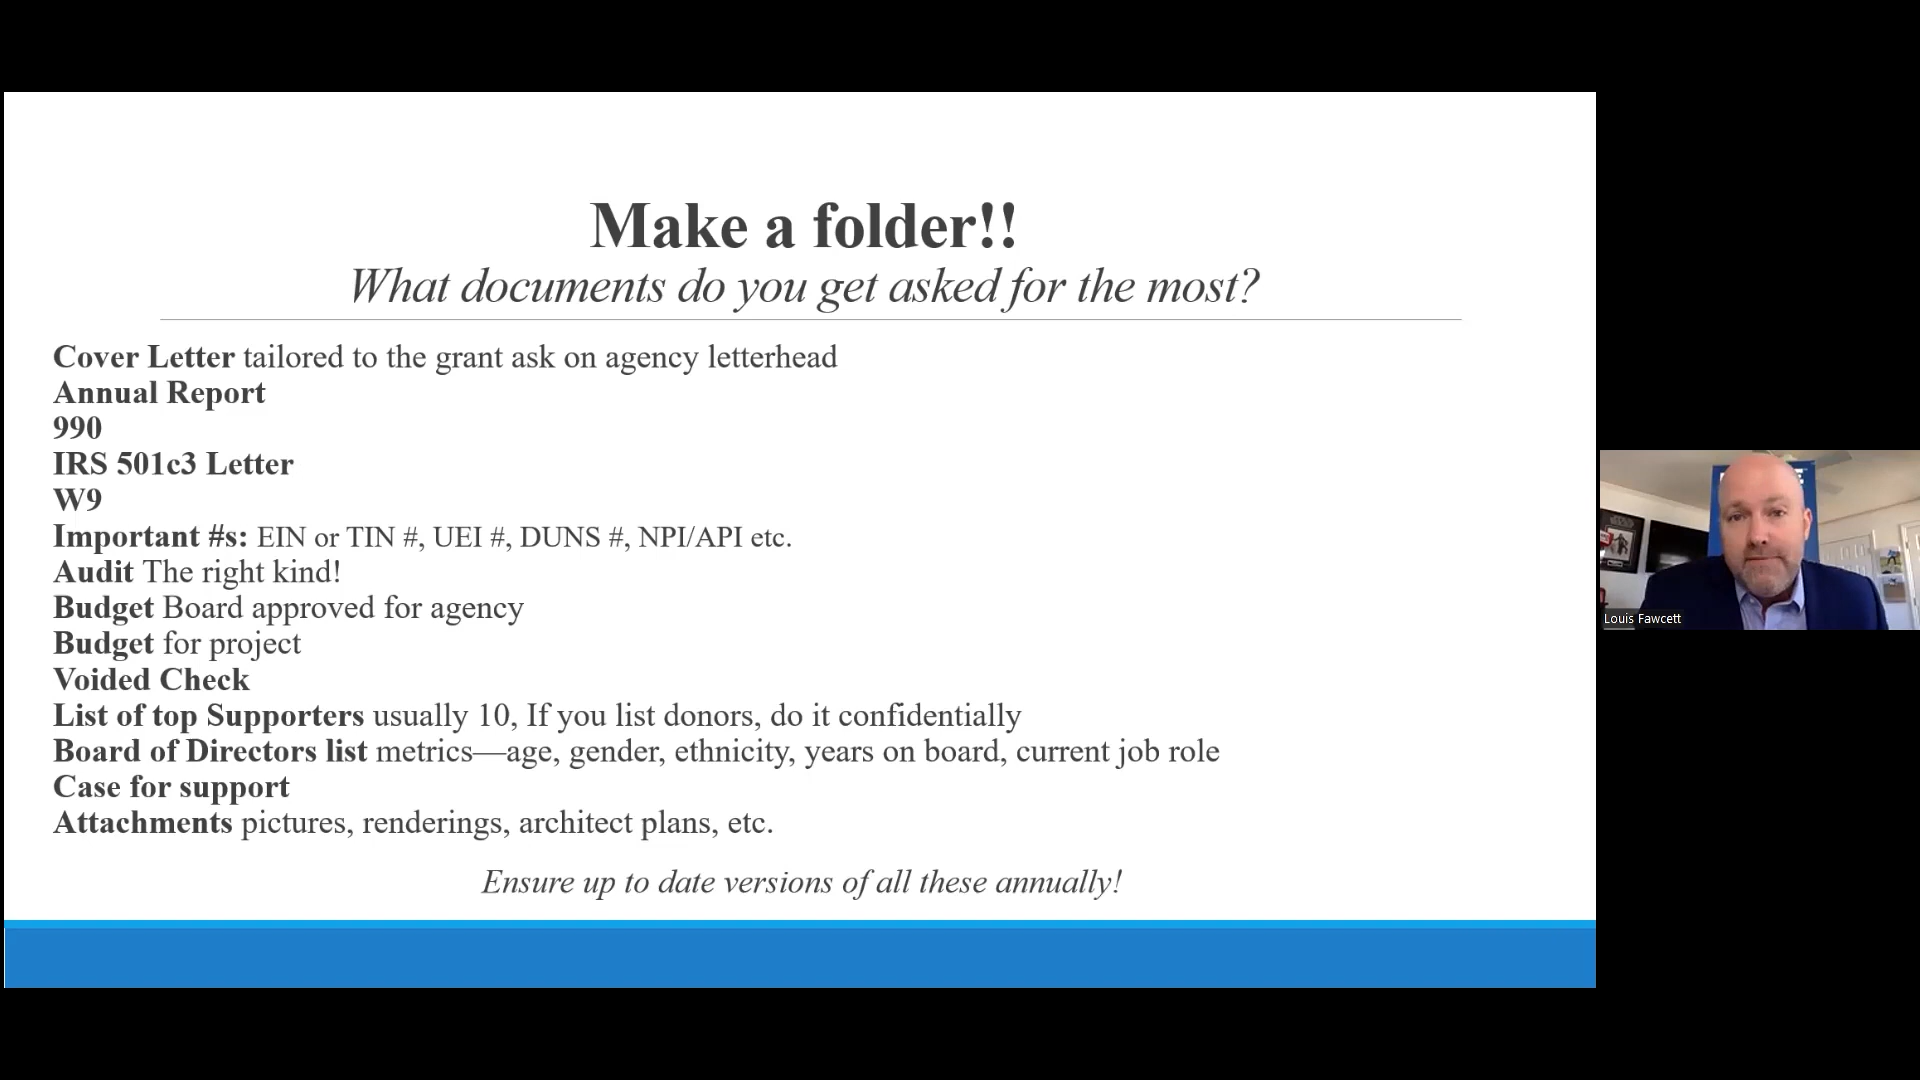 Make a folder!!
What documents do you get asked for the most?
Cover Letter tailored to the grant ask on agency letterhead
Annual Report
990
IRS 501c3 Letter
W9
Important #s: EIN or TIN #, UEI #, DUNS #, NPI/API etc.
Audit The right kind!
Budget Board approved for agency
Budget for project
Voided Check
List of top Supporters usually 10, If you list donors, do it confidentially
Board of Directors list metrics—age, gender, ethnicity, years on board, current job role
Case for support
Attachments pictures, renderings, architect plans, etc.
Ensure up to date versions of all these annually!
Louis Fawcett